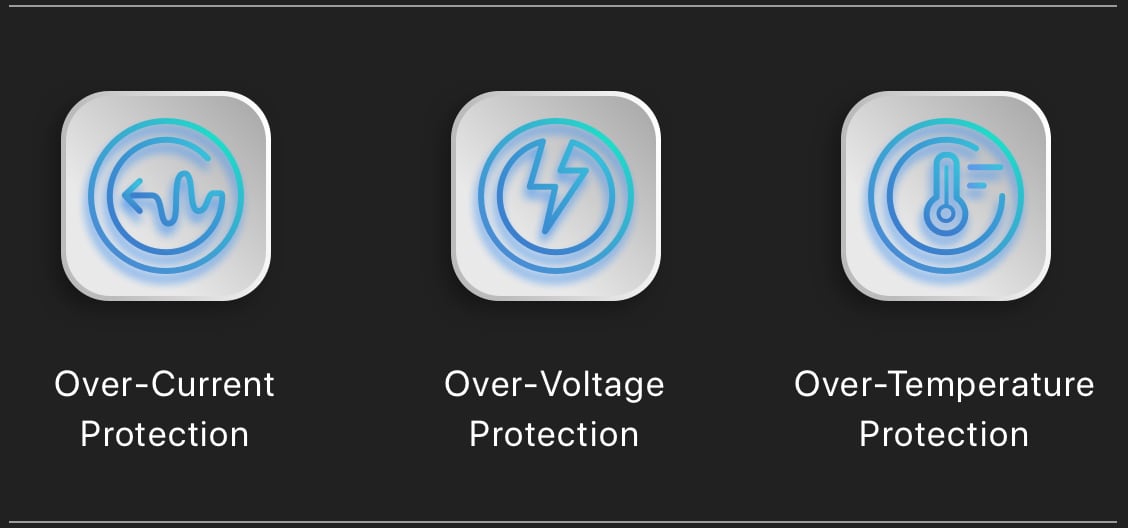 Over-Current
Protection
Over-Voltage
Protection
Over-Temperature
Protection